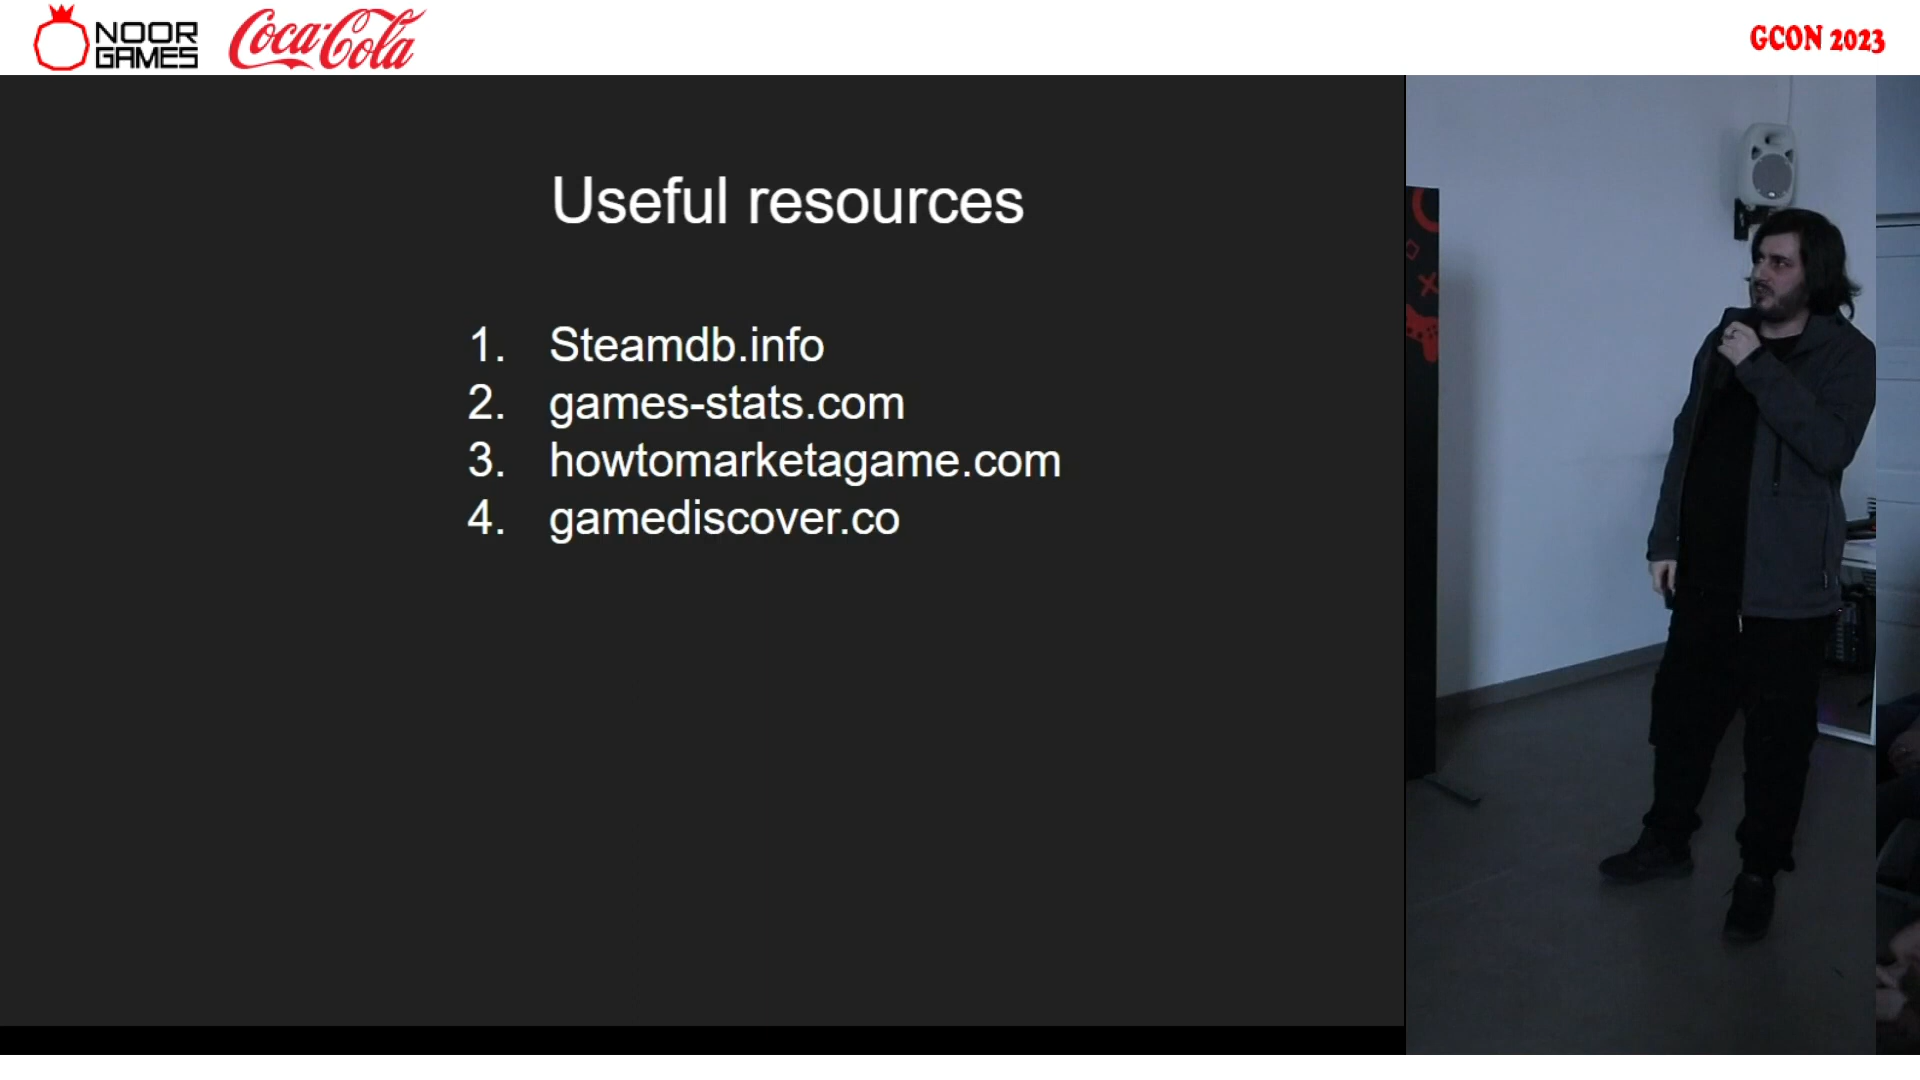 NOOR
GAMES
Coca-Cola
GCON 2023
Useful resources
1. Steamdb.info
2. games-stats.com
3. howtomarketagame.com
4. gamediscover.co